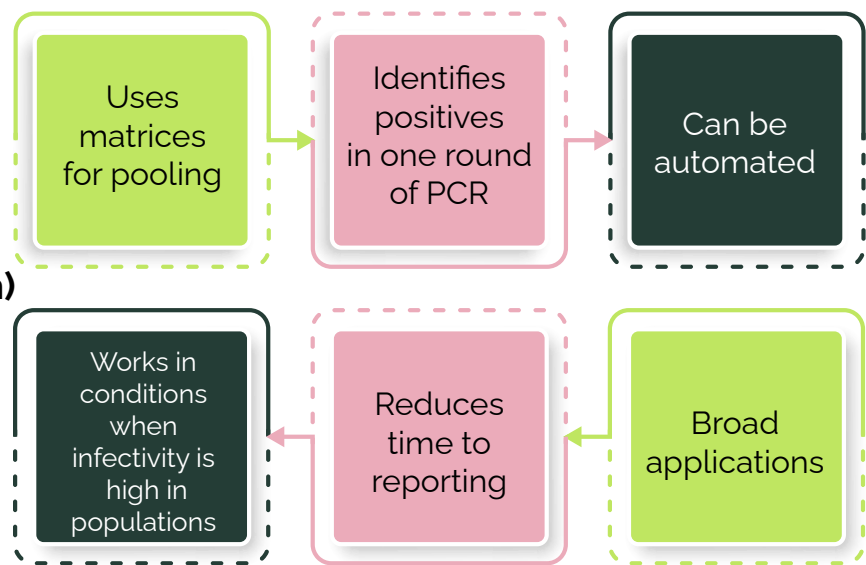 Uses
matrices
for pooling
Identifies
positives
in one round
of PCR
Can be
automated
)
Works in
conditions
when
infectivity is
high in
populations
Reduces
time to
reporting
Broad
applications